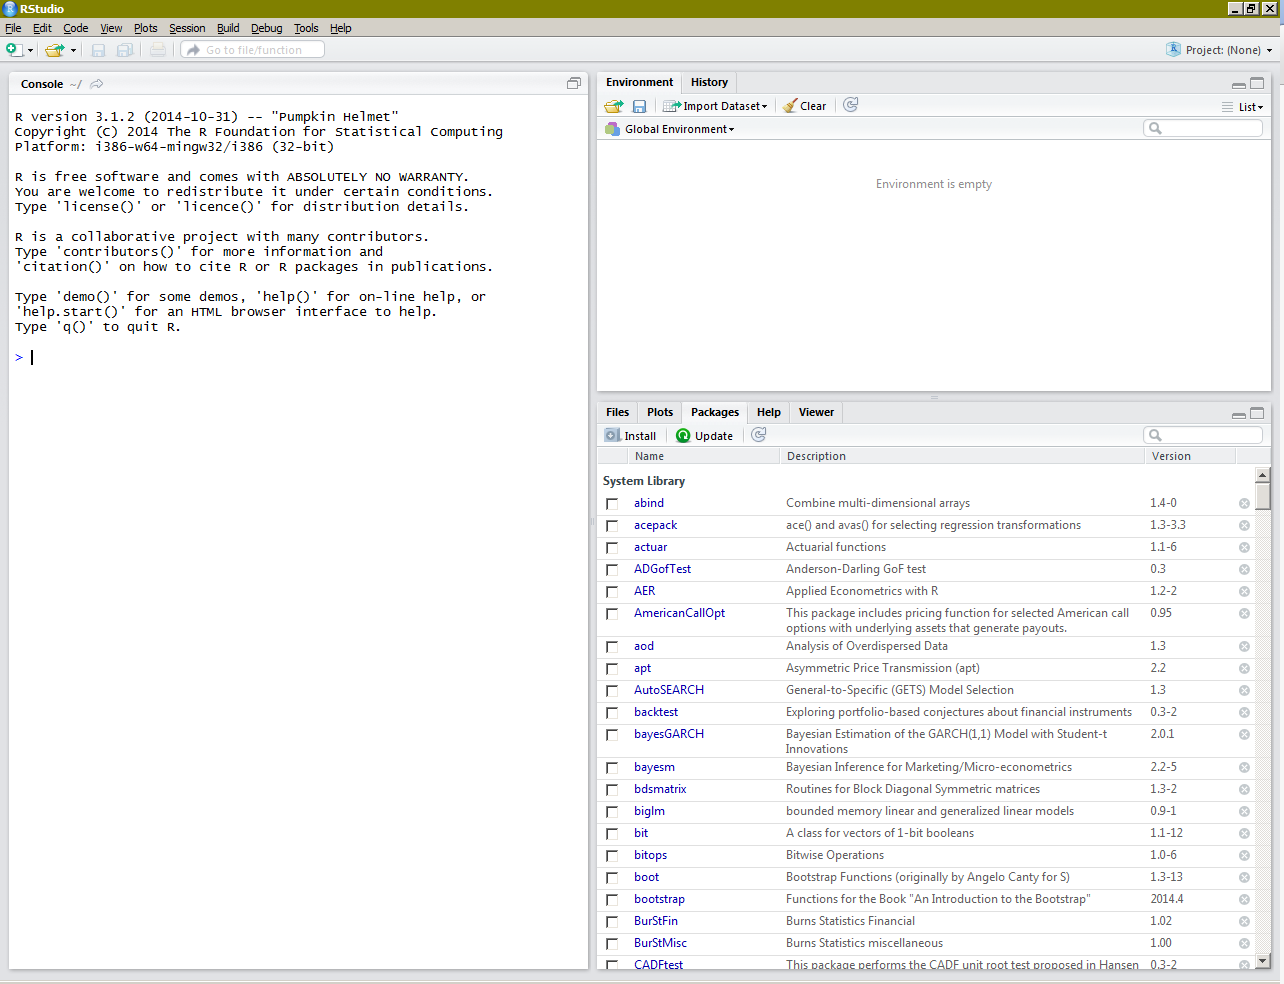 RStudio
File Edit Code View Plots Session Build Debug Tools Help
Go to file/function
Project: (None)
Console ~/
R version 3.1.2 (2014-10-31) -- "Pumpkin Helmet"
Copyright (C) 2014 The R Foundation for Statistical Computing
Platform: i386-w64-mingw32/i386 (32-bit)
R is free software and comes with ABSOLUTELY NO WARRANTY.
You are welcome to redistribute it under certain conditions.
Type 'license()' or 'licence()' for distribution details.
R is a collaborative project with many contributors.
Type 'contributors()' for more information and
'citation()' on how to cite R or R packages in publications.
Type 'demo()' for some demos, 'help()' for on-line help, or
'help.start()' for an HTML browser interface to help.
Type 'q()' to quit R.
>
Environment History
Import Dataset Clear
List
Global Environment
Environment is empty
Files Plots Packages Help Viewer
Install Update
Name Description Version
System Library
abind Combine multi-dimensional arrays 1.4-0
acepack ace() and avas() for selecting regression transformations 1.3-3.3
actuar Actuarial functions 1.1-6
ADGofTest Anderson-Darling GoF test 0.3
AER Applied Econometrics with R 1.2-2
AmericanCallOpt This package includes pricing function for selected American call 0.95
options with underlying assets that generate payouts.
aod Analysis of Overdispersed Data 1.3
apt Asymmetric Price Transmission (apt) 2.2
AutoSEARCH General-to-Specific (GETS) Model Selection 1.3
backtest Exploring portfolio-based conjectures about financial instruments 0.3-2
bayesGARCH Bayesian Estimation of the GARCH(1,1) Model with Student-t 2.0.1
Innovations
bayesm Bayesian Inference for Marketing/Micro-econometrics 2.2-5
bdsmatrix Routines for Block Diagonal Symmetric matrices 1.3-2
biglm bounded memory linear and generalized linear models 0.9-1
bit A class for vectors of 1-bit booleans 1.1-12
bitops Bitwise Operations 1.0-6
boot Bootstrap Functions (originally by Angelo Canty for S) 1.3-13
bootstrap Functions for the Book "An Introduction to the Bootstrap" 2014.4
BurStFin Burns Statistics Financial 1.02
BurStMisc Burns Statistics miscellaneous 1.00
CADFtest This package performs the CADF unit root test proposed in Hansen 0.3-2